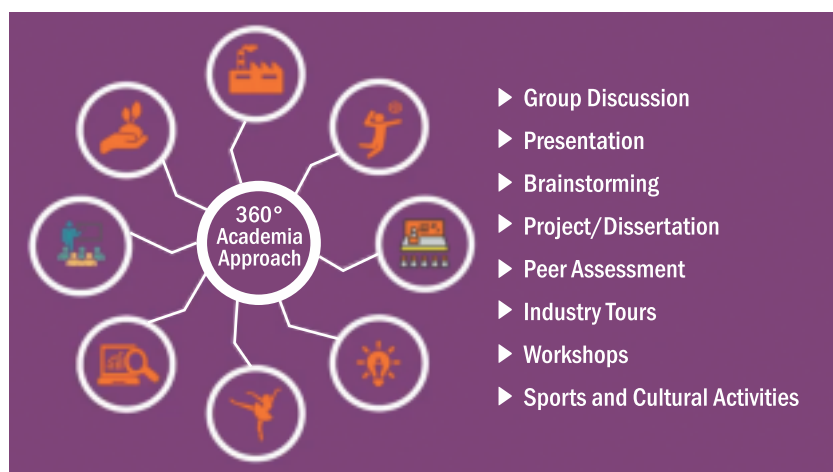 360°
Academia
Approach
Group Discussion
Presentation
Brainstorming
Project/Dissertation
Peer Assessment
Industry Tours
Workshops
Sports and Cultural Activities